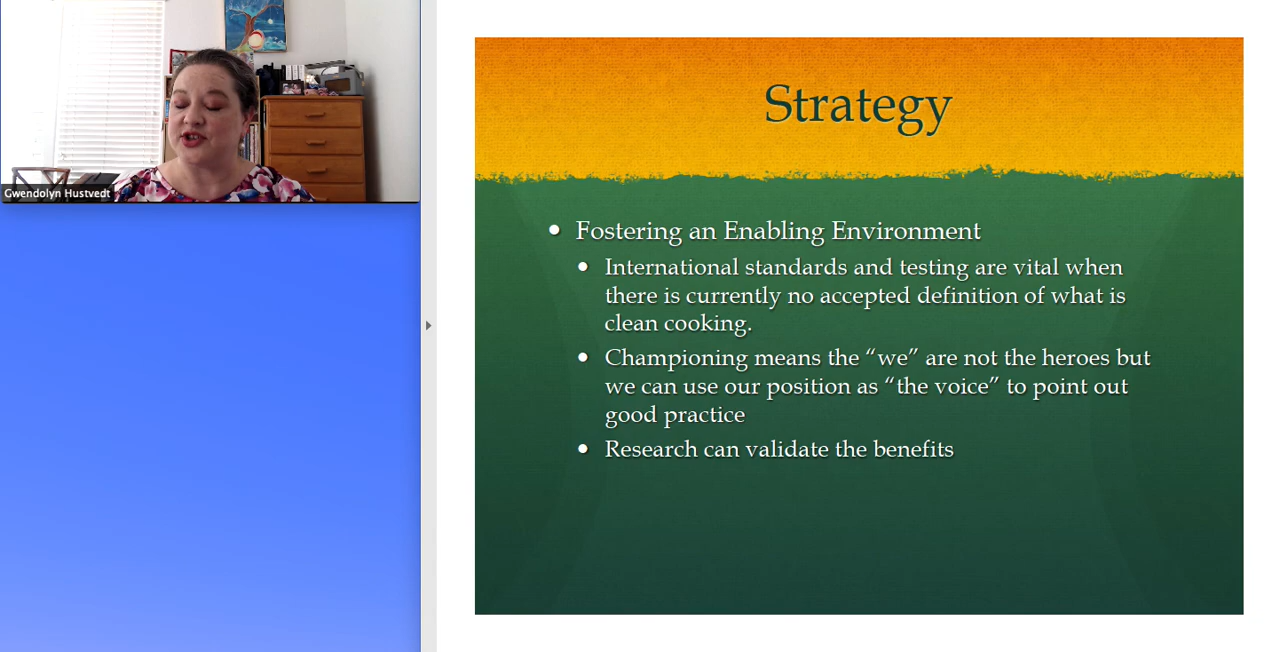 Gwendolyn Hustvedt
Strategy
Fostering an Enabling Environment
International standards and testing are vital when
there is currently no accepted definition of what is
clean cooking.
Championing means the “we” are not the heroes but
we can use our position as “the voice” to point out
good practice
Research can validate the benefits